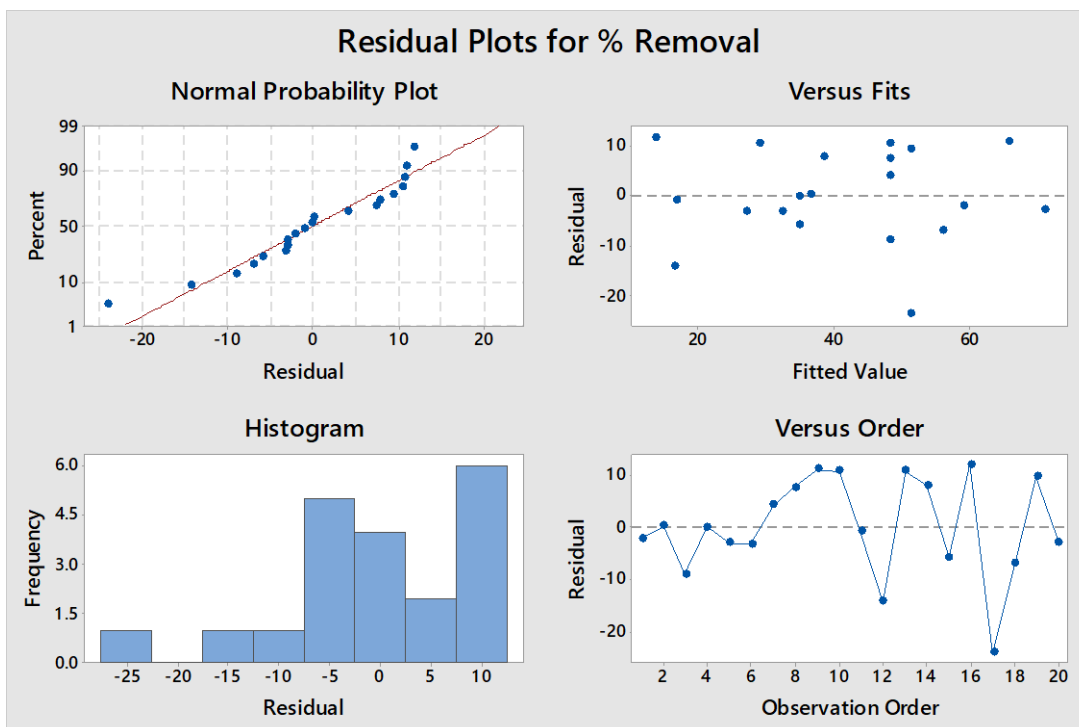 Residual Plots for % Removal
Normal Probability Plot
99
90
50
10
1
Percent
-20 -10 0 10 20
Residual
Versus Fits
10
0
-10
-20
Residual
20 40 60
Fitted Value
Histogram
6.0
4.5
3.0
1.5
0.0
Frequency
-25 -20 -15 -10 -5 0 5 10
Residual
Versus Order
10
0
-10
-20
Residual
2 4 6 8 10 12 14 16 18 20
Observation Order